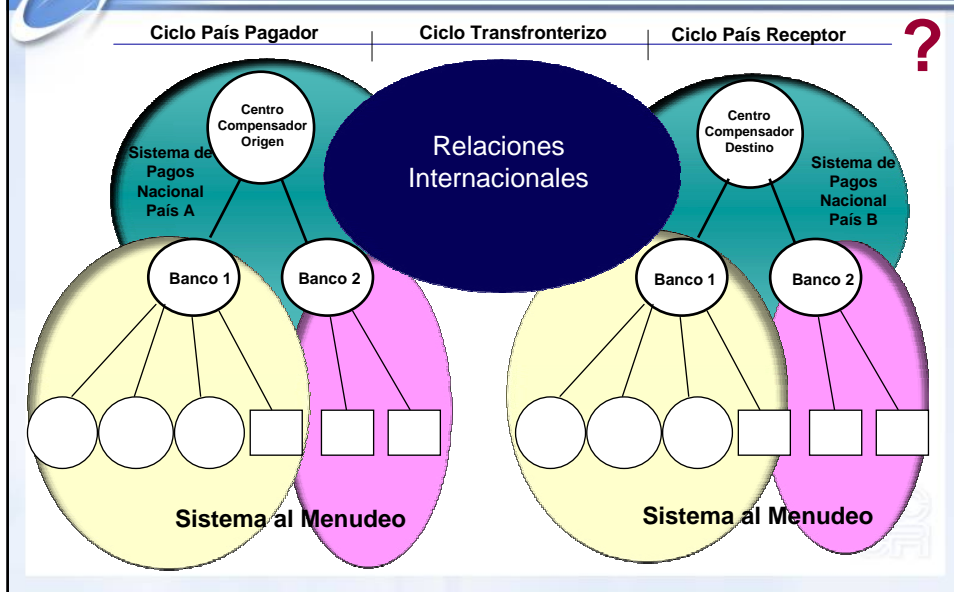 Ciclo País Pagador
Ciclo Transfronterizo
Ciclo País Receptor
?
Centro
Compensador
Origen
Sistema de
Pagos
Nacional
País A
Relaciones
Internacionales
Centro
Compensador
Destino
Sistema de
Pagos
Nacional
País B
Banco 1
Banco 2
Banco 1
Banco 2
Sistema al Menudeo
Sistema al Menudeo